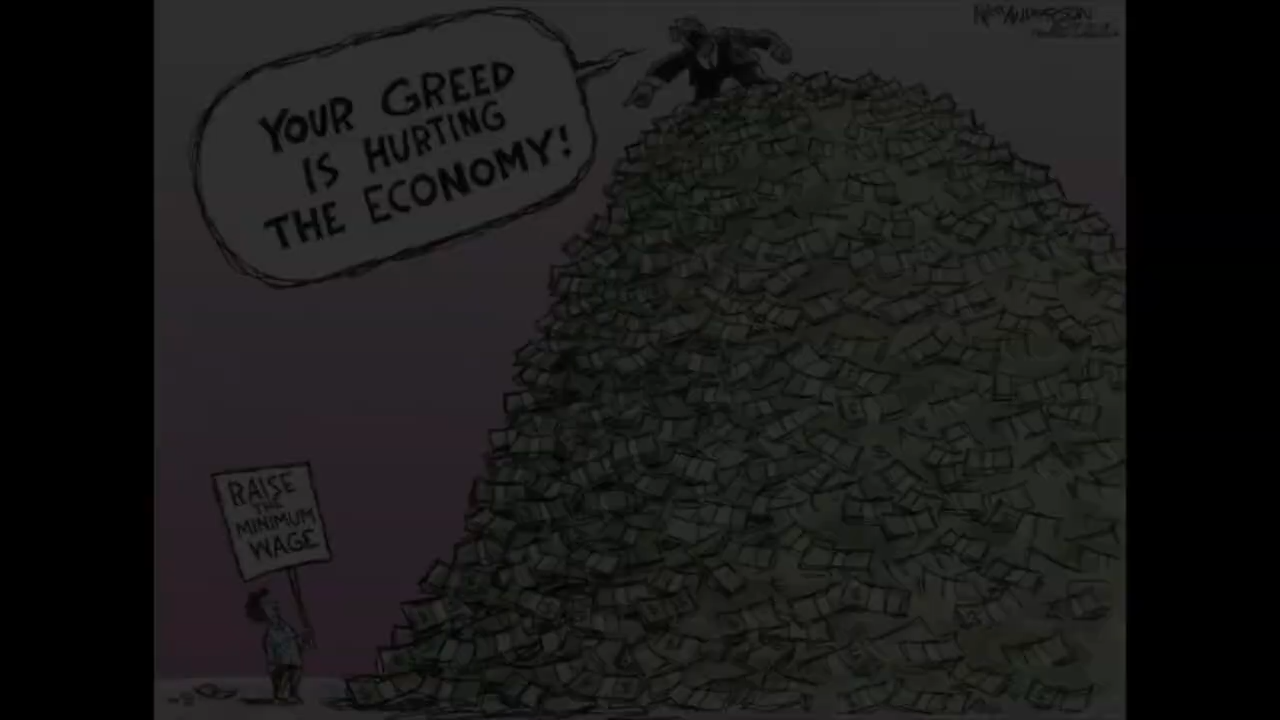 YOUR GREED
IS HURTING
THE ECONOMY!
RAISE
THE
MINIMUM
WAGE